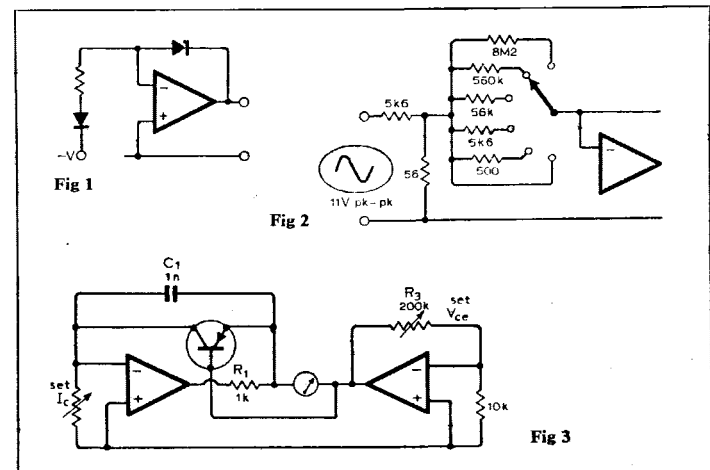 −V
−
+
Fig 1
8M2
560k
56k
5k6
500
5k6
56
11V pk-pk
−
Fig 2
C1
1n
set
Ic
−
+
R1
1k
R3
200k
set
Vce
−
+
10k
Fig 3